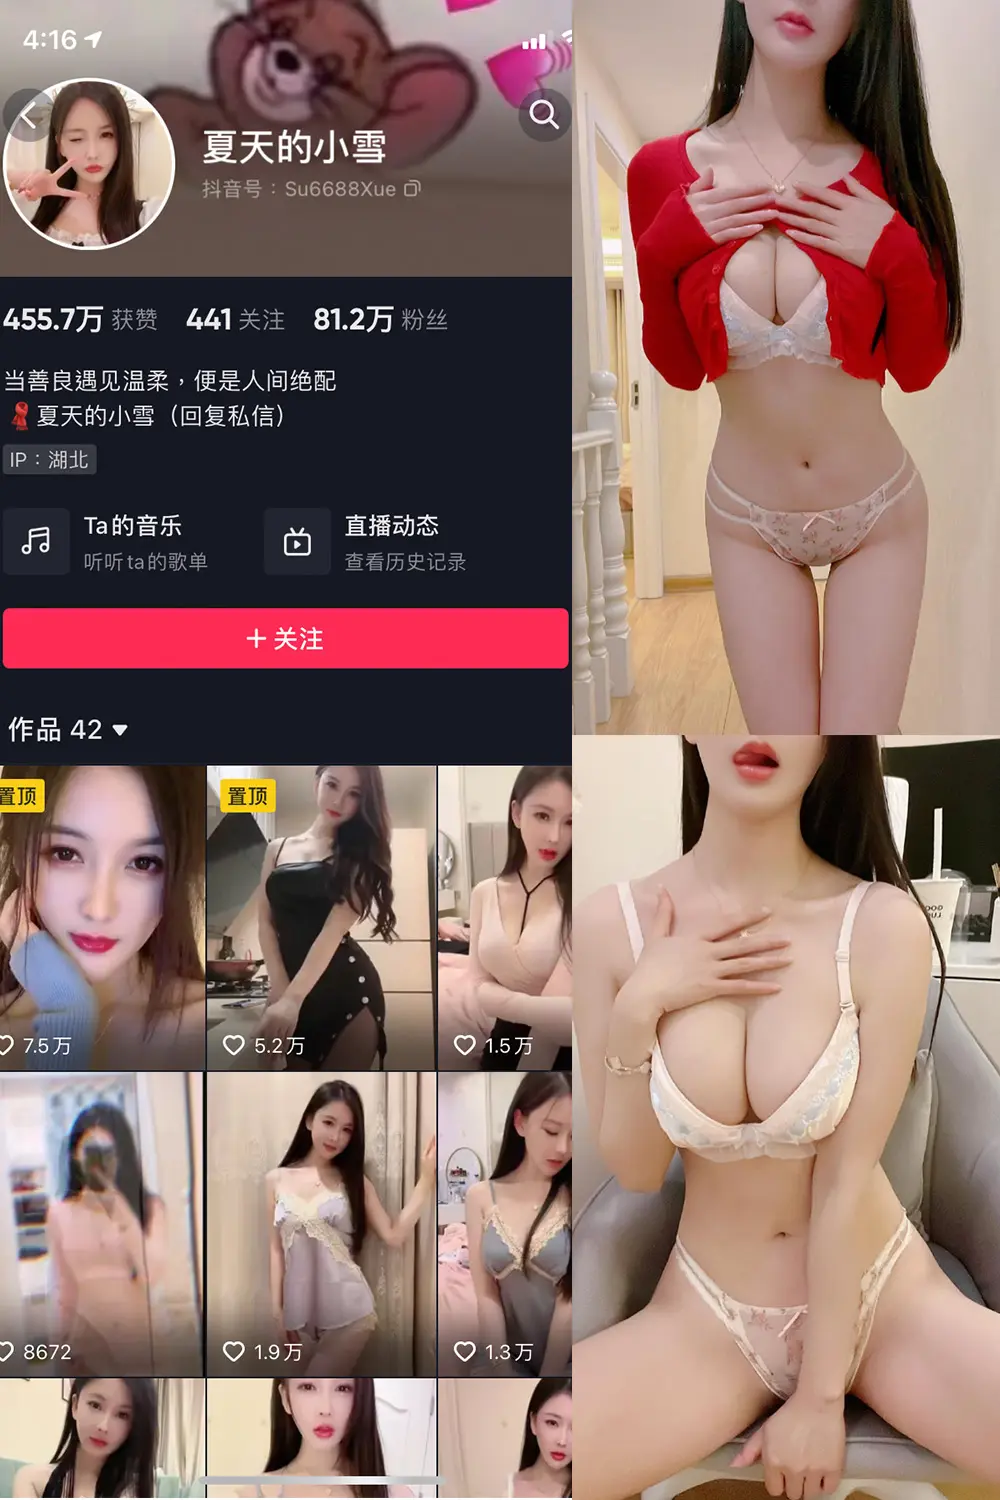 4:16
夏天的小雪
抖音号：Su6688Xue
455.7万 获赞 441 关注 81.2万 粉丝
当善良遇见温柔，便是人间绝配
夏天的小雪（回复私信）
IP：湖北
Ta的音乐
听听ta的歌单
直播动态
查看历史记录
+ 关注
作品 42
置顶
置顶
7.5万
5.2万
1.5万
8672
1.9万
1.3万